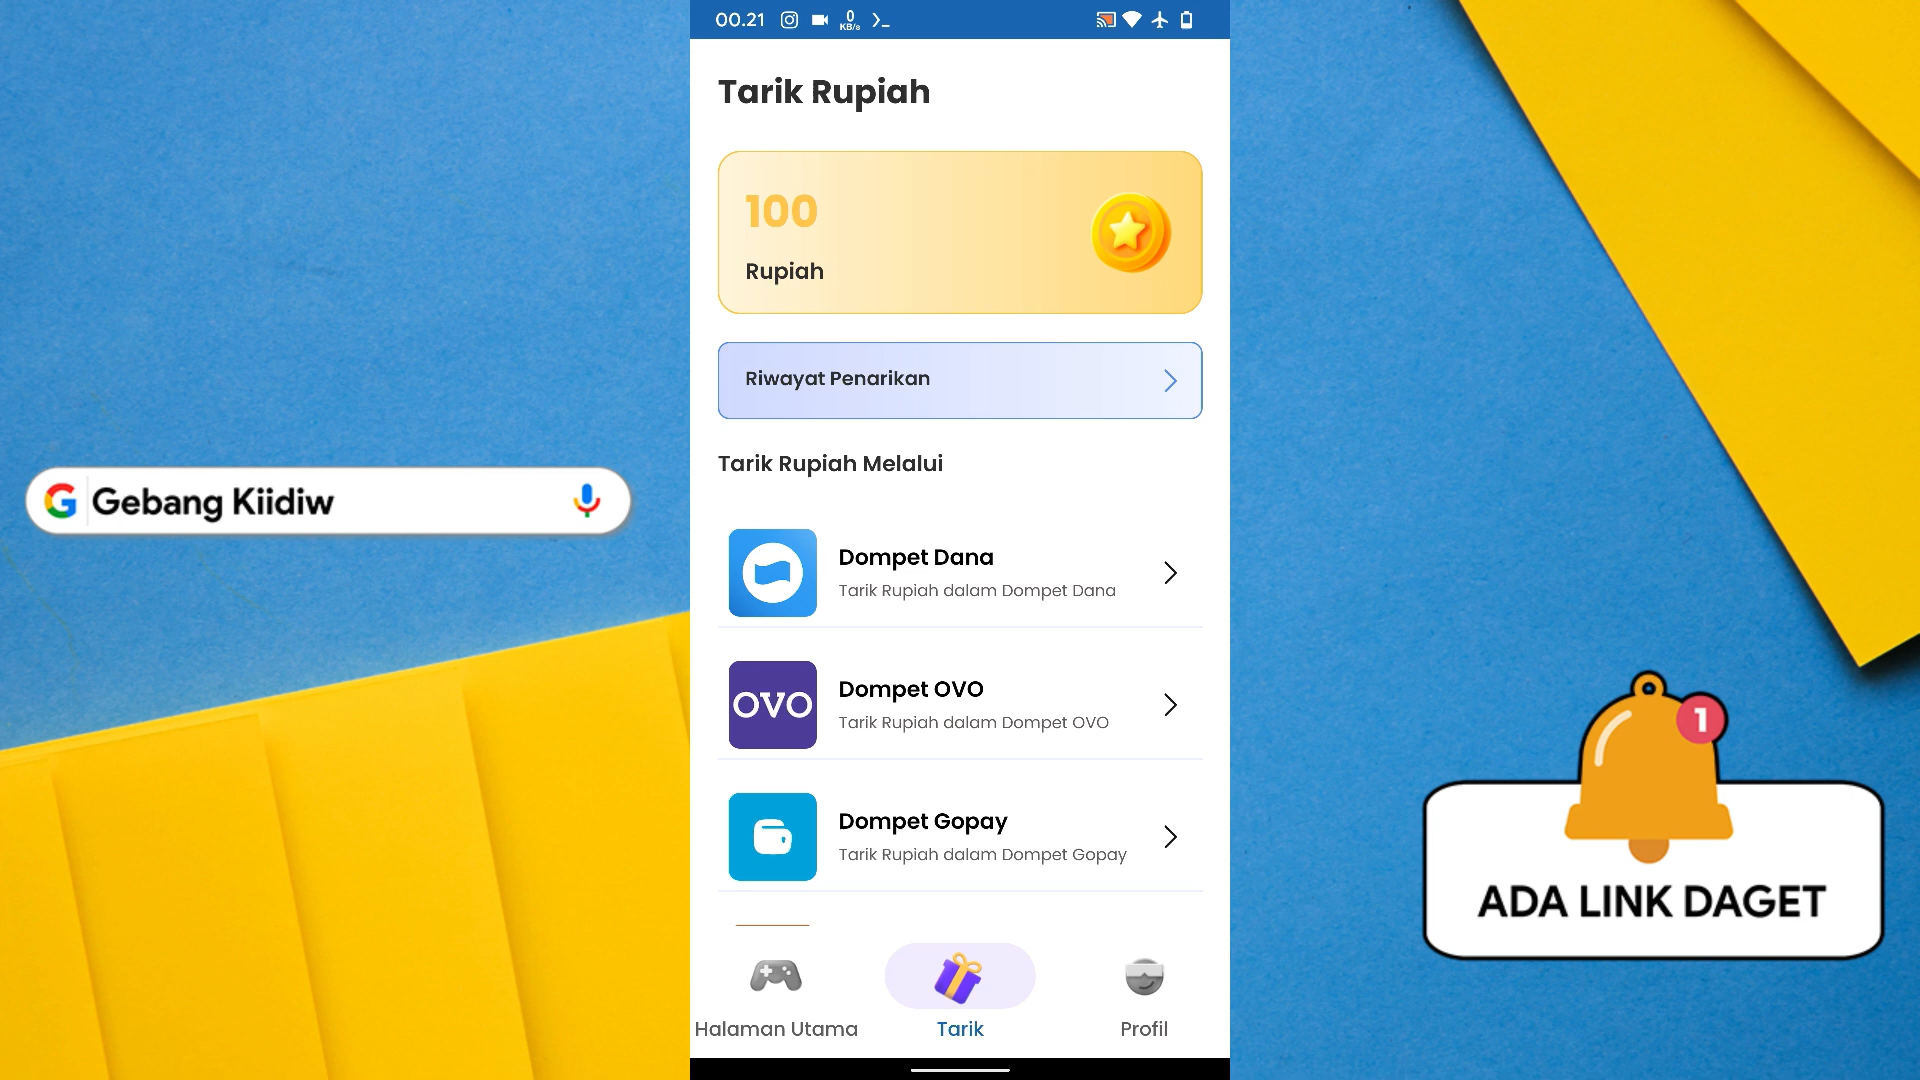 00.21
0
KB/s
Tarik Rupiah
100
Rupiah
Riwayat Penarikan
Tarik Rupiah Melalui
Dompet Dana
Tarik Rupiah dalam Dompet Dana
OVO
Dompet OVO
Tarik Rupiah dalam Dompet OVO
Dompet Gopay
Tarik Rupiah dalam Dompet Gopay
Halaman Utama
Tarik
Profil
G Gebang Kiidiw
1
ADA LINK DAGET